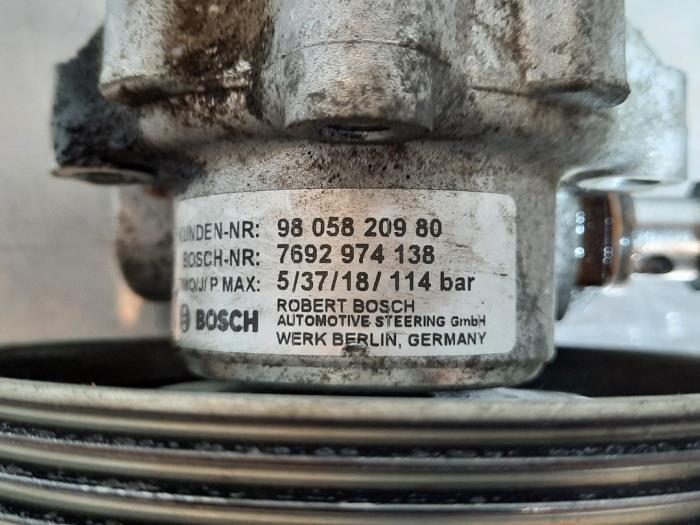 KUNDEN-NR: 98 058 209 80
BOSCH-NR: 7692 974 138
/J/ P MAX: 5/37/18/ 114 bar
BOSCH ROBERT BOSCH
AUTOMOTIVE STEERING GmbH
WERK BERLIN, GERMANY